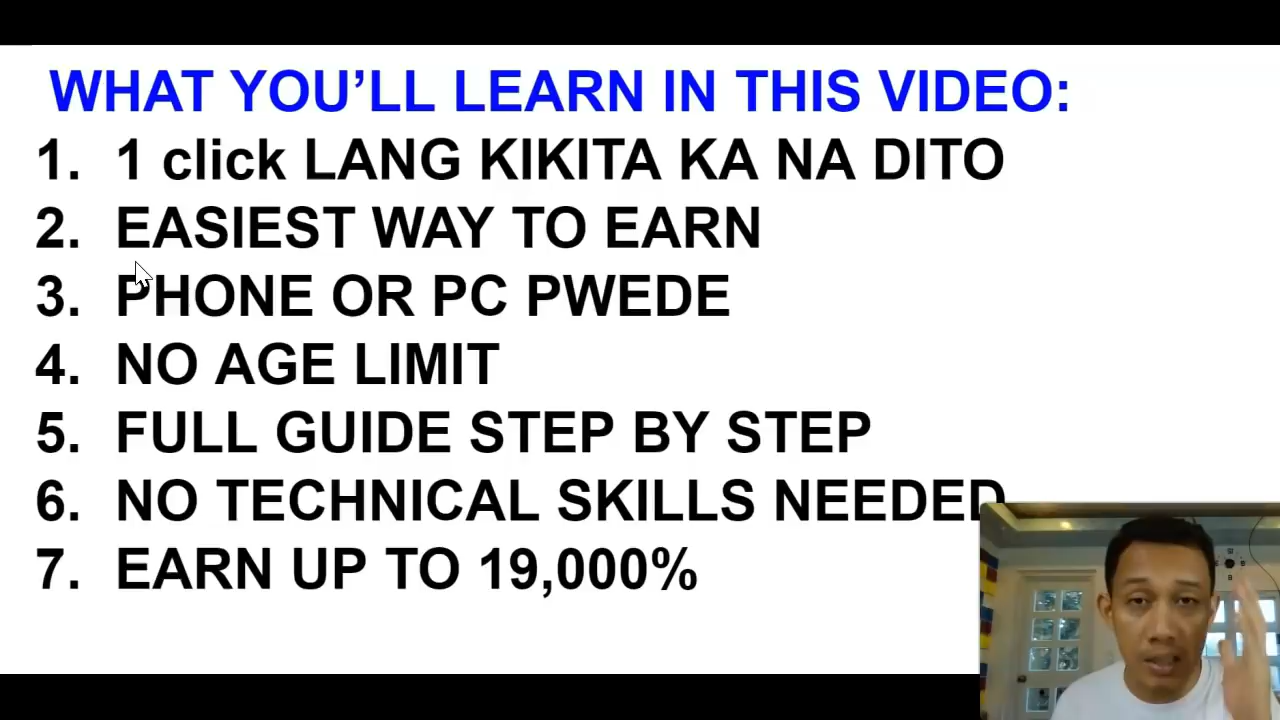 WHAT YOU’LL LEARN IN THIS VIDEO:
1. 1 click LANG KIKITA KA NA DITO
2. EASIEST WAY TO EARN
3. PHONE OR PC PWEDE
4. NO AGE LIMIT
5. FULL GUIDE STEP BY STEP
6. NO TECHNICAL SKILLS NEEDED
7. EARN UP TO 19,000%